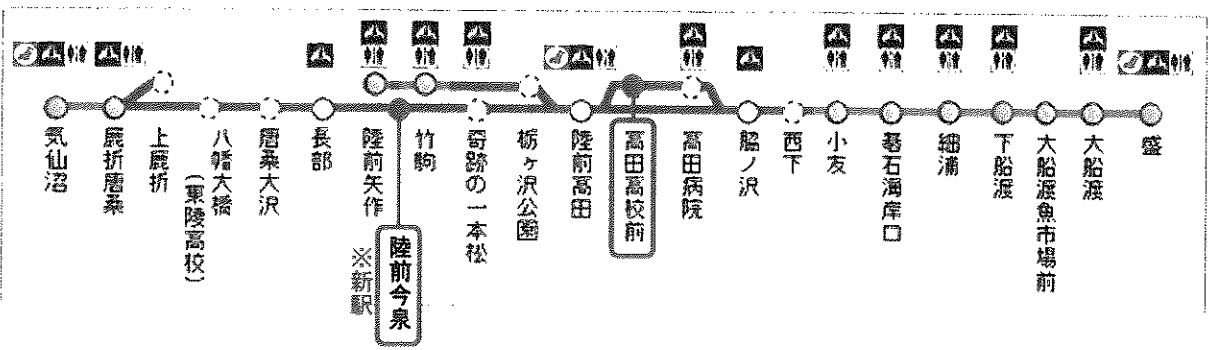 気仙沼
鹿折唐桑
上鹿折
八幡大橋
(東陵高校)
唐桑大沢
長部
陸前矢作
陸前今泉
※新駅
竹駒
奇跡の一本松
栃ヶ沢公園
陸前高田
高田高校前
高田病院
脇ノ沢
西下
小友
碁石海岸口
細浦
下船渡
大船渡魚市場前
大船渡
盛